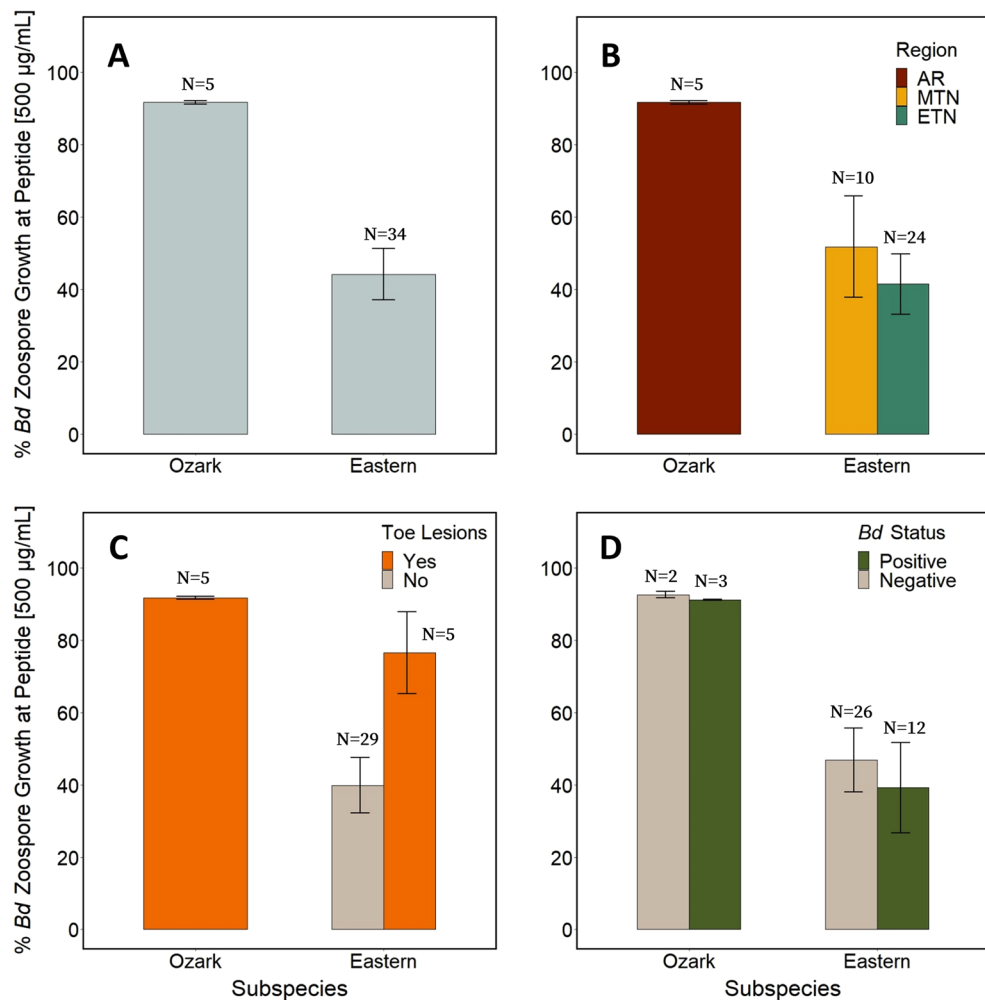 % Bd Zoospore Growth at Peptide [500 µg/mL]
A
100
80
60
40
20
0
N=5
N=34
Ozark
Eastern
B
Region
AR
MTN
ETN
100
80
60
40
20
0
N=5
N=10
N=24
Ozark
Eastern
% Bd Zoospore Growth at Peptide [500 µg/mL]
C
Toe Lesions
Yes
No
100
80
60
40
20
0
N=5
N=29
N=5
Ozark
Eastern
Subspecies
D
Bd Status
Positive
Negative
100
80
60
40
20
0
N=2
N=3
N=26
N=12
Ozark
Eastern
Subspecies